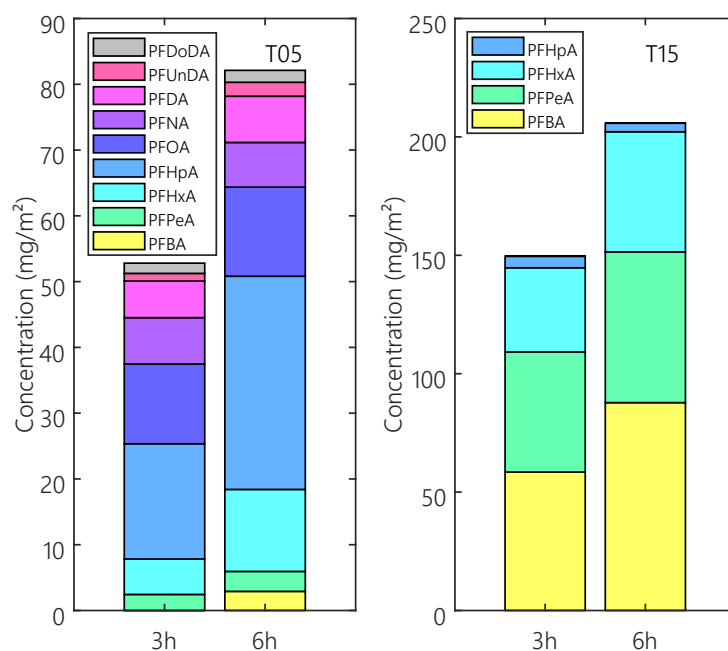 90
80
70
60
50
40
30
20
10
0
Concentration (mg/m²)
PFDoDA
PFUnDA
PFDA
PFNA
PFOA
PFHpA
PFHxA
PFPeA
PFBA
T05
3h
6h
250
200
150
100
50
0
Concentration (mg/m²)
PFHpA
PFHxA
PFPeA
PFBA
T15
3h
6h